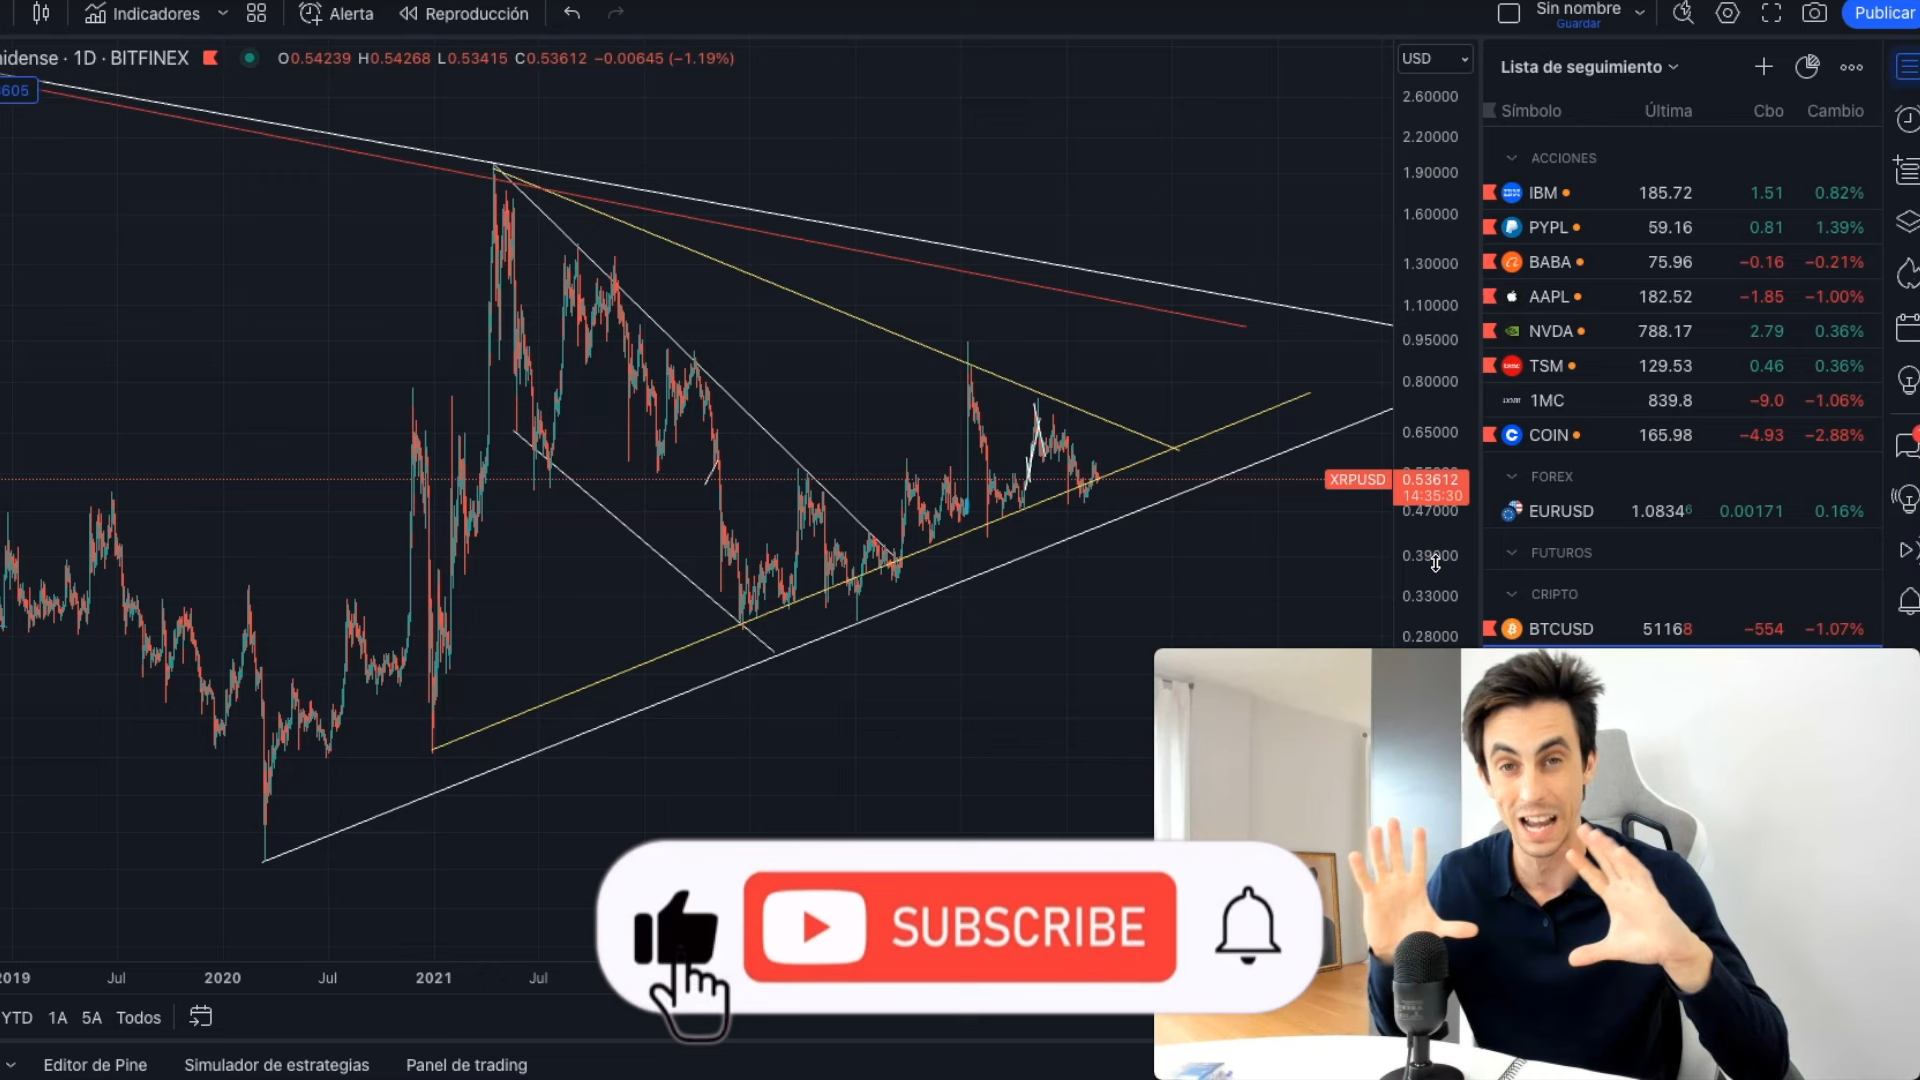 Indicadores
Alerta
Reproducción
Sin nombre
Guardar
Publicar
idense · 1D · BITFINEX
O0.54239 H0.54268 L0.53415 C0.53612 −0.00645 (−1.19%)
605
USD
2.60000
2.20000
1.90000
1.60000
1.30000
1.10000
0.95000
0.80000
0.65000
XRPUSD
0.53612
14:35:30
0.47000
0.39000
0.33000
0.28000
Lista de seguimiento
Símbolo Última Cbo Cambio
ACCIONES
IBM 185.72 1.51 0.82%
PYPL 59.16 0.81 1.39%
BABA 75.96 −0.16 −0.21%
AAPL 182.52 −1.85 −1.00%
NVDA 788.17 2.79 0.36%
TSM 129.53 0.46 0.36%
1MC 839.8 −9.0 −1.06%
COIN 165.98 −4.93 −2.88%
FOREX
EURUSD 1.08346 0.00171 0.16%
FUTUROS
CRIPTO
BTCUSD 51168 −554 −1.07%
SUBSCRIBE
2019 Jul 2020 Jul 2021 Jul
YTD 1A 5A Todos
Editor de Pine Simulador de estrategias Panel de trading